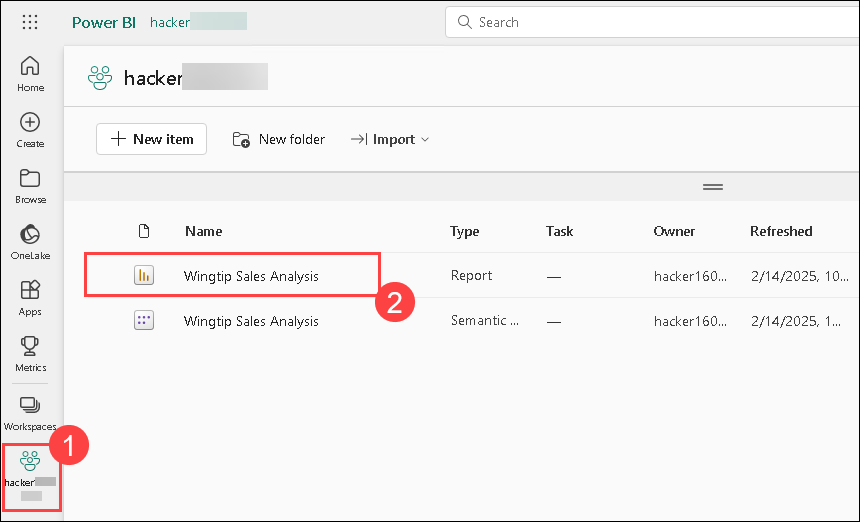 Power BI hacker
Search
Home
hacker
Create
New item New folder Import
Browse
Name Type Task Owner Refreshed
OneLake
Wingtip Sales Analysis Report — hacker160... 2/14/2025, 10...
2
Apps
Wingtip Sales Analysis Semantic ... — hacker160... 2/14/2025, 1...
Metrics
Workspaces
1
hacker